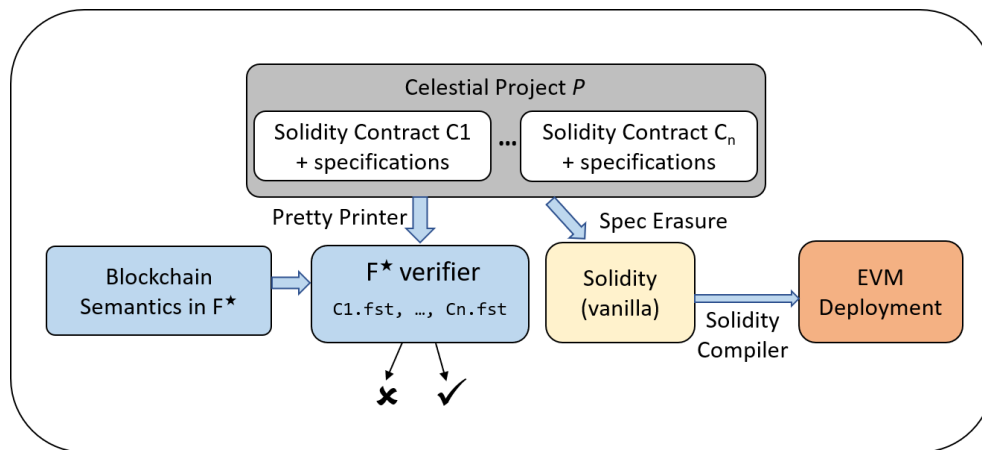 Celestial Project P
Solidity Contract C1
+ specifications
...
Solidity Contract Cn
+ specifications
Pretty Printer
Spec Erasure
Blockchain
Semantics in F★
F★ verifier
C1.fst, …, Cn.fst
Solidity
(vanilla)
Solidity
Compiler
EVM
Deployment
✘ ✓